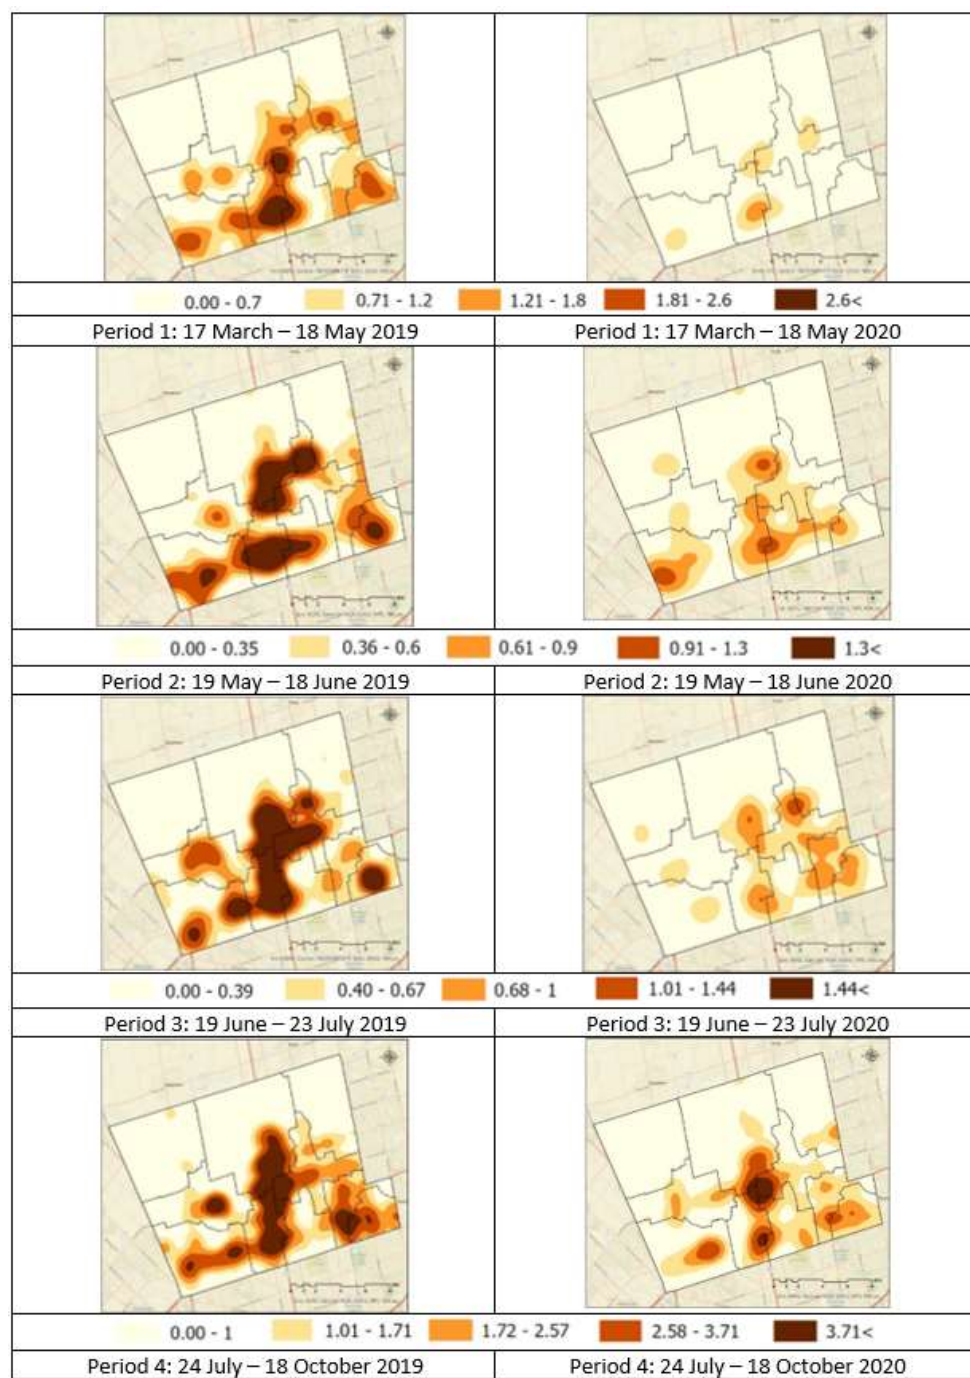 0.00 - 0.7 0.71 - 1.2 1.21 - 1.8 1.81 - 2.6 2.6<
Period 1: 17 March – 18 May 2019 Period 1: 17 March – 18 May 2020
0.00 - 0.35 0.36 - 0.6 0.61 - 0.9 0.91 - 1.3 1.3<
Period 2: 19 May – 18 June 2019 Period 2: 19 May – 18 June 2020
0.00 - 0.39 0.40 - 0.67 0.68 - 1 1.01 - 1.44 1.44<
Period 3: 19 June – 23 July 2019 Period 3: 19 June – 23 July 2020
0.00 - 1 1.01 - 1.71 1.72 - 2.57 2.58 - 3.71 3.71<
Period 4: 24 July – 18 October 2019 Period 4: 24 July – 18 October 2020